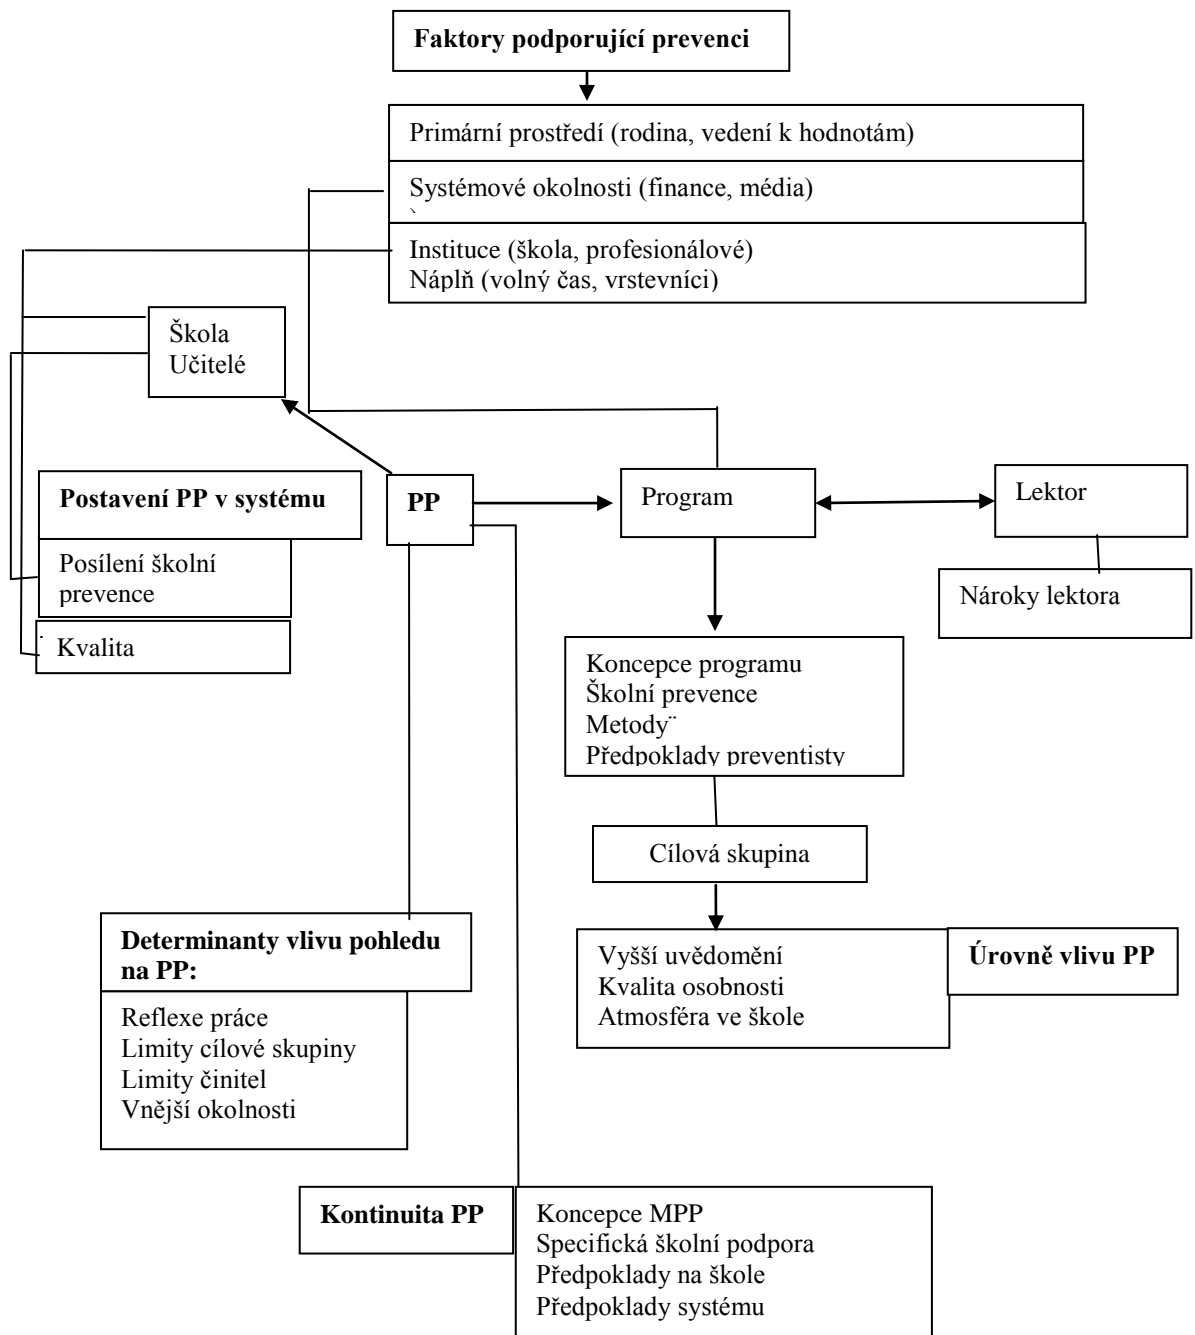 Faktory podporující prevenci
Primární prostředí (rodina, vedení k hodnotám)
Systémové okolnosti (finance, média)
`
Instituce (škola, profesionálové)
Náplň (volný čas, vrstevníci)
Škola
Učitelé
Postavení PP v systému
PP
Program
Lektor
Posílení školní
prevence
Nároky lektora
¨
Kvalita
Koncepce programu
Školní prevence
Metody¨
Předpoklady preventisty
Cílová skupina
Determinanty vlivu pohledu
na PP:
Vyšší uvědomění
Kvalita osobnosti
Atmosféra ve škole
Úrovně vlivu PP
Reflexe práce
Limity cílové skupiny
Limity činitel
Vnější okolnosti
Kontinuita PP
Koncepce MPP
Specifická školní podpora
Předpoklady na škole
Předpoklady systému